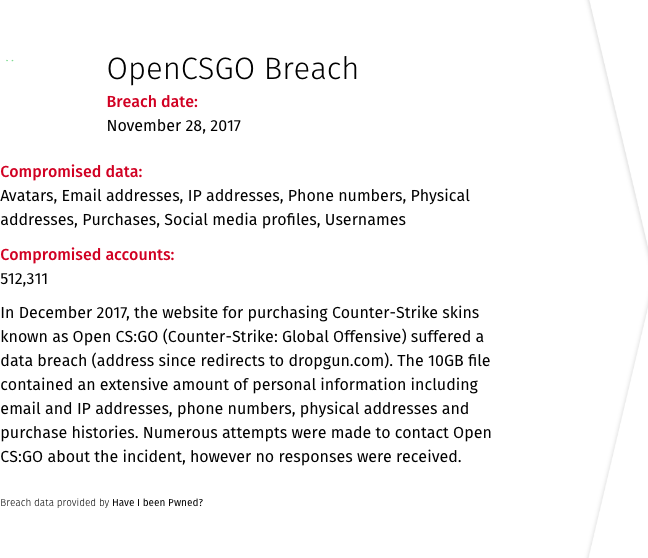 OpenCSGO Breach
Breach date:
November 28, 2017
Compromised data:
Avatars, Email addresses, IP addresses, Phone numbers, Physical
addresses, Purchases, Social media profiles, Usernames
Compromised accounts:
512,311
In December 2017, the website for purchasing Counter-Strike skins
known as Open CS:GO (Counter-Strike: Global Offensive) suffered a
data breach (address since redirects to dropgun.com). The 10GB file
contained an extensive amount of personal information including
email and IP addresses, phone numbers, physical addresses and
purchase histories. Numerous attempts were made to contact Open
CS:GO about the incident, however no responses were received.
Breach data provided by Have I been Pwned?